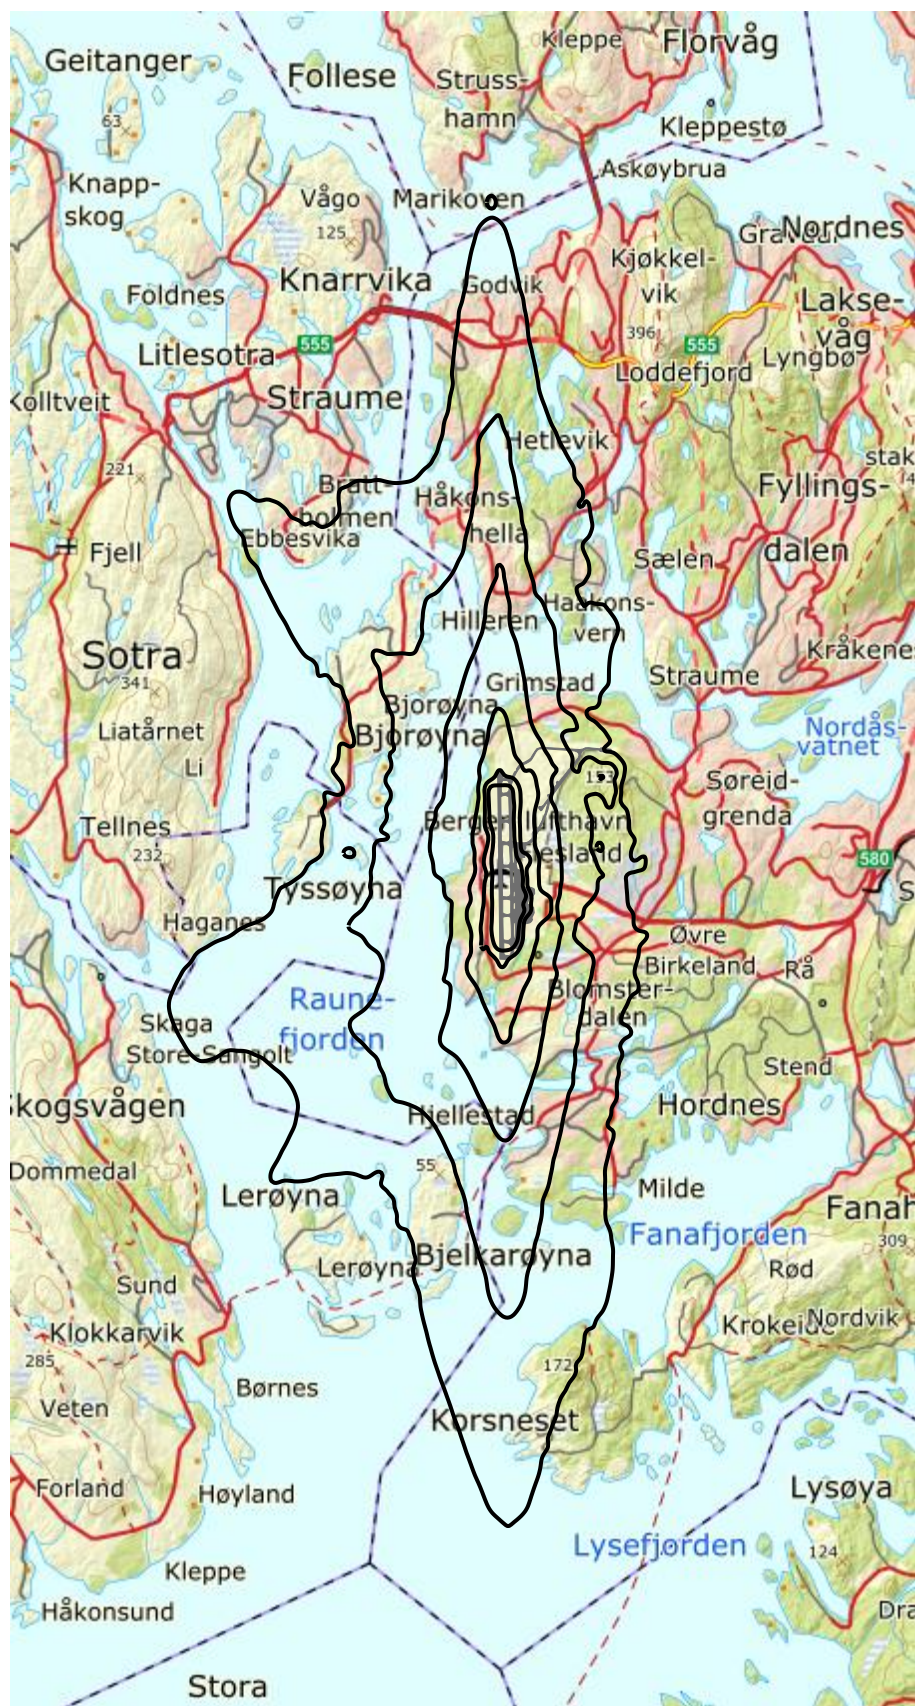 Kleppe
Florvåg
Geitanger
Follese
Struss-
hamn
63
Kleppestø
Askøybrua
Knapp-
skog
Vågo
125
Marikoven
Nordnes
Kjøkkel-
vik
Knarrvika
Godvik
Foldnes
Lakse-
våg
396
555
555
Litlesotra
Lyngbø
Loddefjord
Straume
Kolltveit
Hetlevik
221
stak
Fyllings-
dalen
Bratt-
holmen
Håkons-
hella
Ebbesvika
Fjell
Sælen
Haakons-
vern
Hilleren
Sotra
Kråkenes
341
Grimstad
Straume
Bjorøyna
Liatårnet
Bjorøyna
Nordås-
vatnet
Li
153
Søreid-
grenda
Tellnes
Bergen lufthavn
Flesland
232
580
Tyssøyna
S
Haganes
Øvre
Birkeland
Rå
Blomster-
dalen
Raune-
fjorden
Skaga
Store-Sangolt
Stend
Skogsvågen
Hjellestad
Hordnes
Dommedal
55
Lerøyna
Milde
Fanah
Fanafjorden
309
Bjelkarøyna
Lerøyna
Rød
Sund
Klokkarvik
Krokeide
Nordvik
285
172
Børnes
Veten
Korsneset
Forland
Høyland
Lysøya
Lysefjorden
124
Kleppe
Håkonsund
Dra
Stora